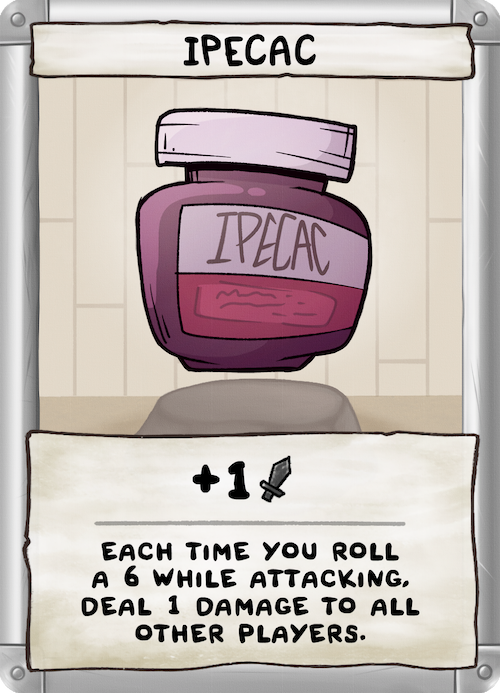 IPECAC
IPECAC
+1
EACH TIME YOU ROLL
A 6 WHILE ATTACKING,
DEAL 1 DAMAGE TO ALL
OTHER PLAYERS.